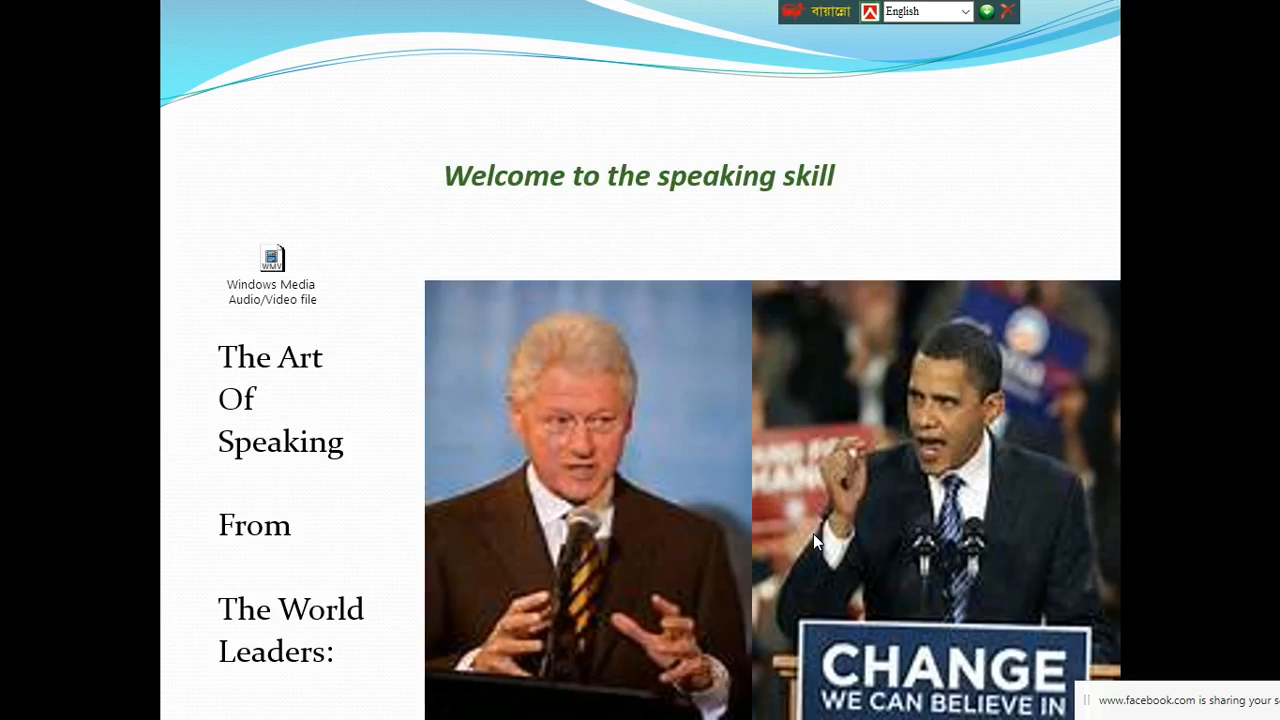 বায়ান্নো English
Welcome to the speaking skill
WMV
Windows Media
Audio/Video file
The Art
Of
Speaking
From
The World
Leaders:
CHANGE
WE CAN BELIEVE IN
www.facebook.com is sharing your s